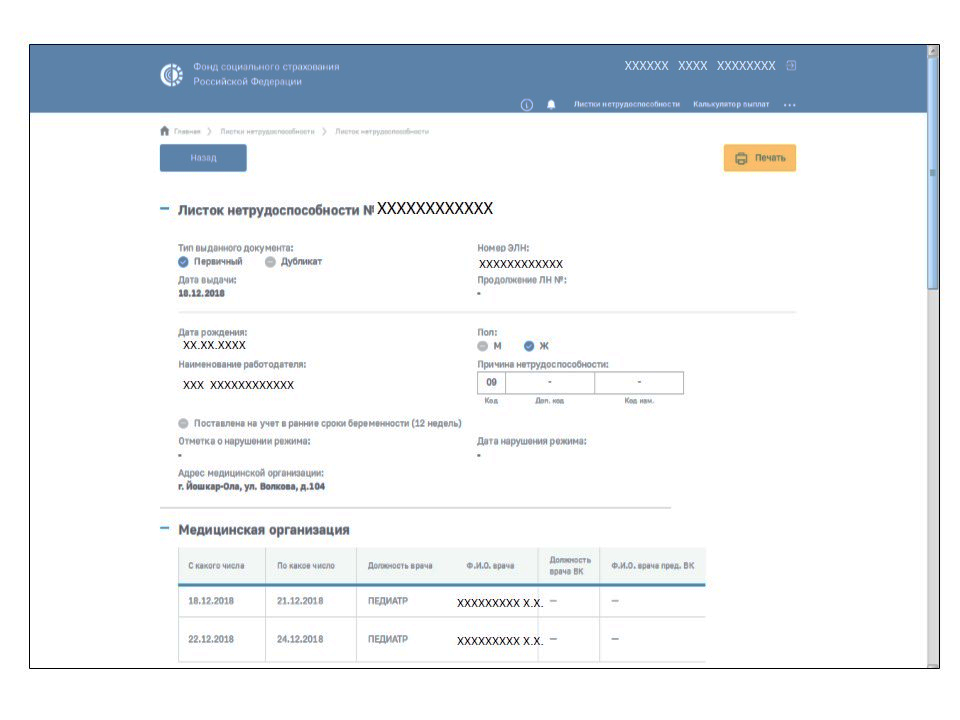 Фонд социального страхования
Российской Федерации
XXXXXX XXXX XXXXXXXX
Листки нетрудоспособности Калькулятор выплат ...
Главная > Листки нетрудоспособности > Листок нетрудоспособности
Назад
Печать
Листок нетрудоспособности № XXXXXXXXXXXX
Тип выданного документа:
Первичный Дубликат
Номер ЭЛН:
XXXXXXXXXXXX
Дата выдачи:
18.12.2018
Продолжение ЛН №:
-
Дата рождения:
XX.XX.XXXX
Пол:
М Ж
Наименование работодателя:
XXX XXXXXXXXXXXX
Причина нетрудоспособности:
09 - -
Код Доп. код Код изм.
Поставлена на учет в ранние сроки беременности (12 недель)
Отметка о нарушении режима:
-
Дата нарушения режима:
-
Адрес медицинской организации:
г. Йошкар-Ола, ул. Волкова, д.104
Медицинская организация
С какого числа По какое число Должность врача Ф.И.О. врача Должность врача ВК Ф.И.О. врача пред. ВК
18.12.2018 21.12.2018 ПЕДИАТР XXXXXXXXX X.X. — —
22.12.2018 24.12.2018 ПЕДИАТР XXXXXXXXX X.X. — —